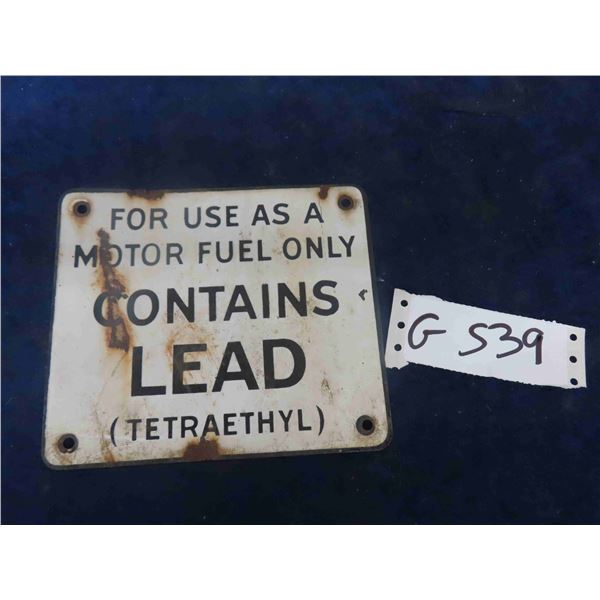 FOR USE AS A
MOTOR FUEL ONLY
CONTAINS
LEAD
(TETRAETHYL)
G 539